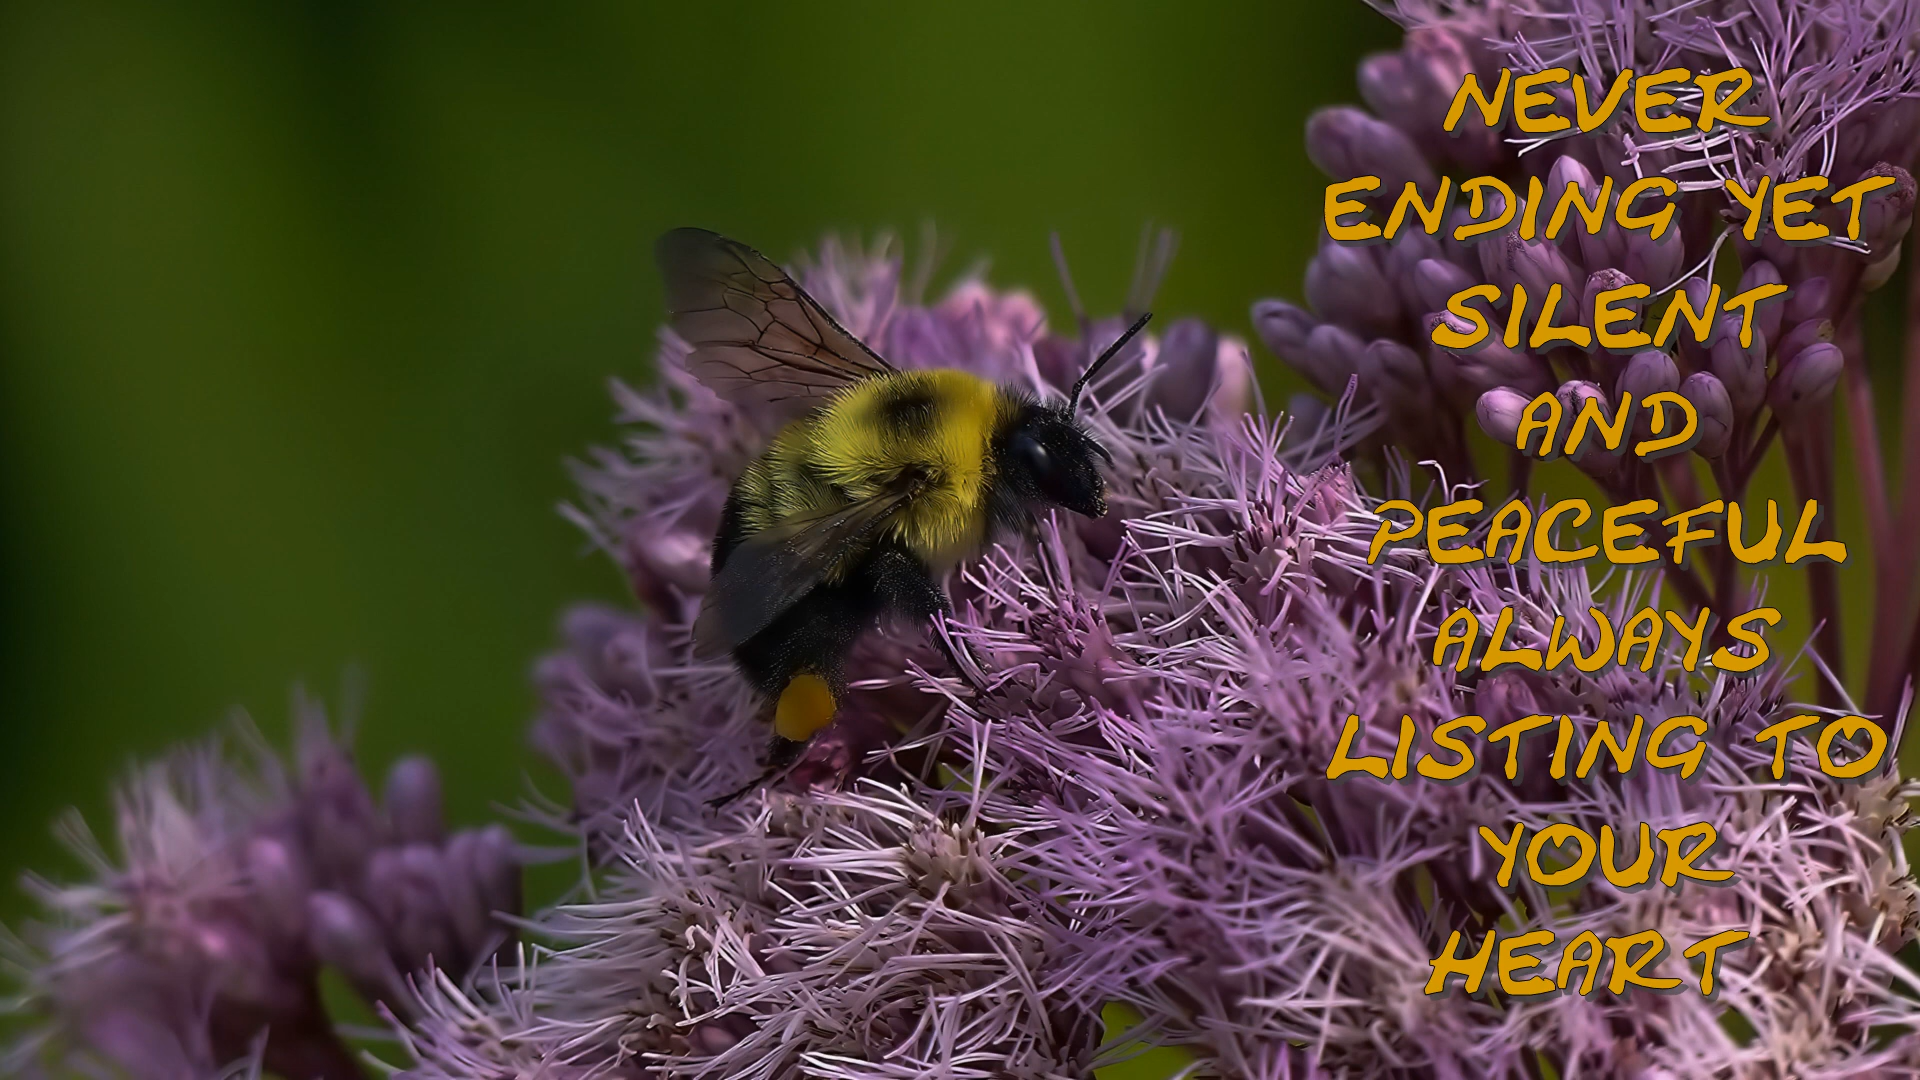 NEVER
ENDING YET
SILENT
AND
PEACEFUL
ALWAYS
LISTING TO
YOUR
HEART